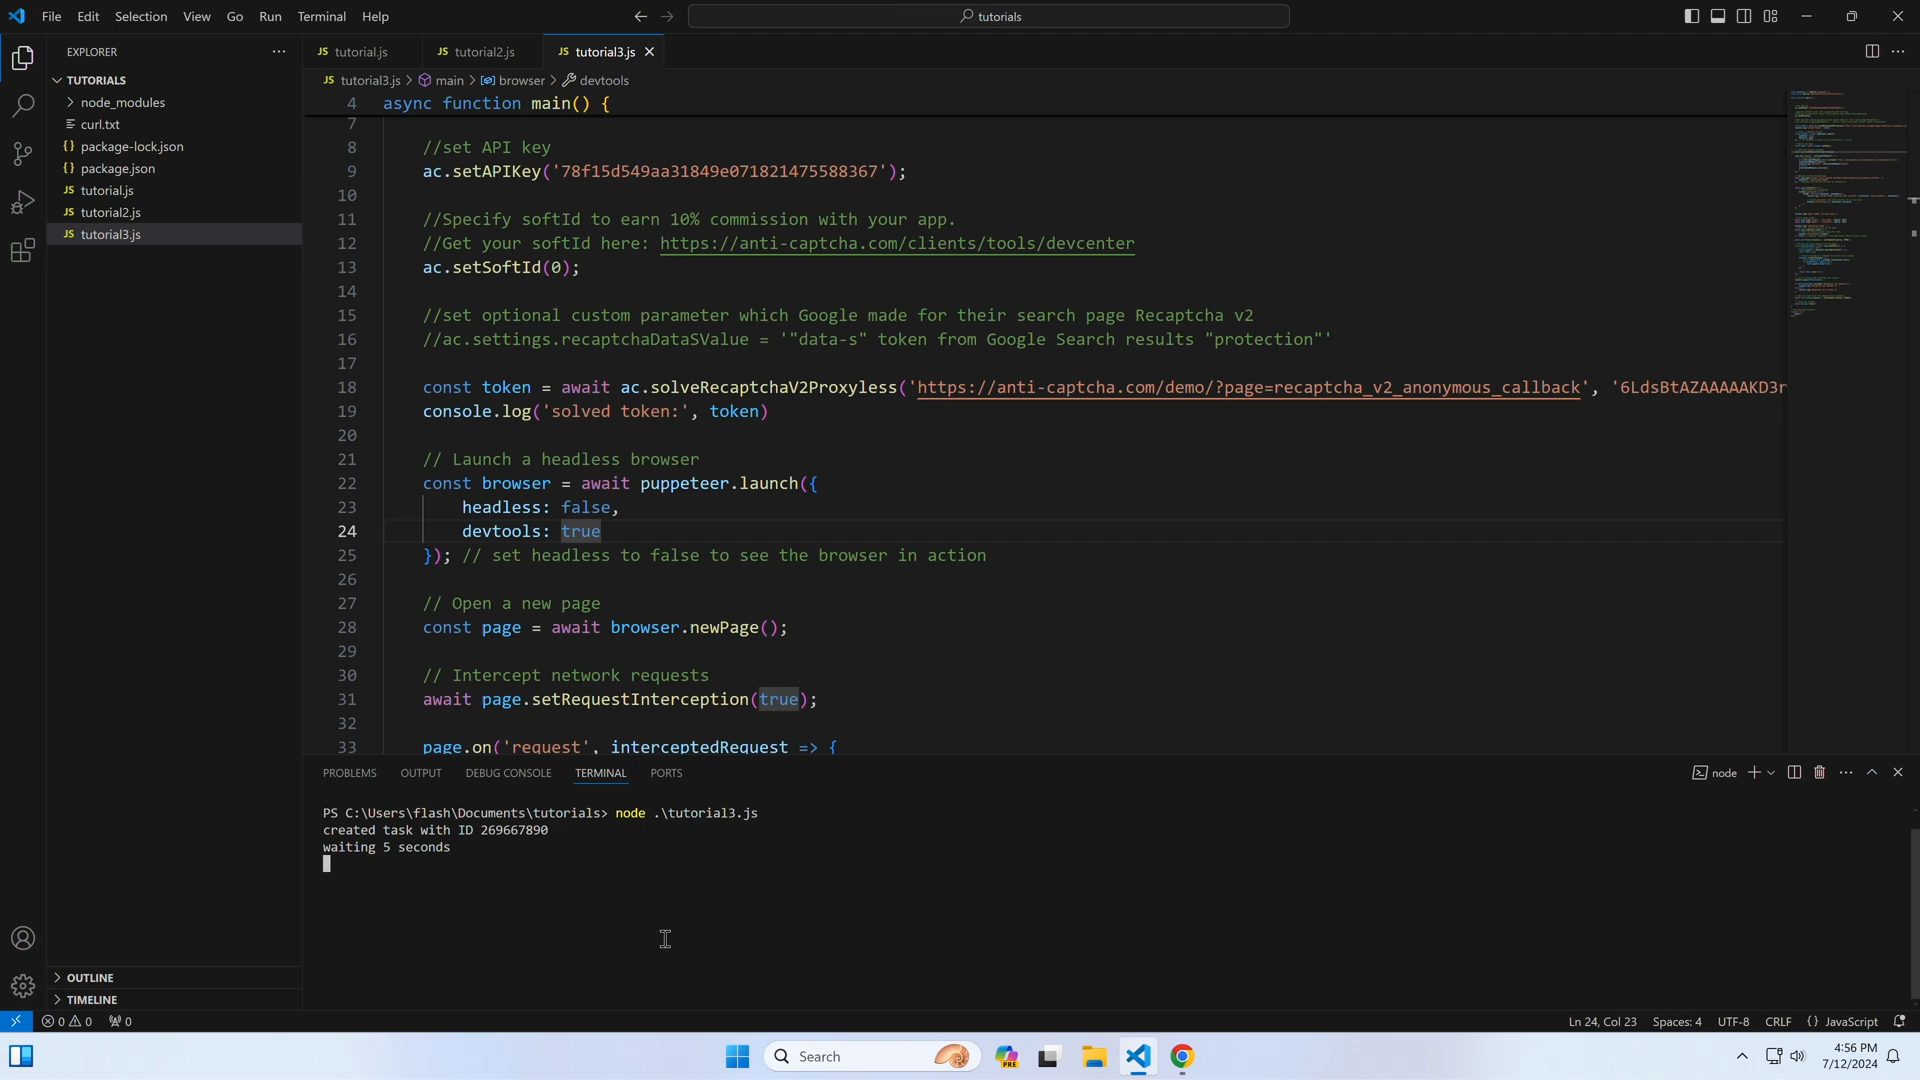 File Edit Selection View Go Run Terminal Help
tutorials
EXPLORER
TUTORIALS
node_modules
curl.txt
{} package-lock.json
{} package.json
JS tutorial.js
JS tutorial2.js
JS tutorial3.js
OUTLINE
TIMELINE
JS tutorial.js JS tutorial2.js JS tutorial3.js
JS tutorial3.js > main > browser > devtools
4 async function main() {
7
8 //set API key
9 ac.setAPIKey('78f15d549aa31849e071821475588367');
10
11 //Specify softId to earn 10% commission with your app.
12 //Get your softId here: https://anti-captcha.com/clients/tools/devcenter
13 ac.setSoftId(0);
14
15 //set optional custom parameter which Google made for their search page Recaptcha v2
16 //ac.settings.recaptchaDataSValue = '"data-s" token from Google Search results "protection"'
17
18 const token = await ac.solveRecaptchaV2Proxyless('https://anti-captcha.com/demo/?page=recaptcha_v2_anonymous_callback', '6LdsBtAZAAAAAKD3r
19 console.log('solved token:', token)
20
21 // Launch a headless browser
22 const browser = await puppeteer.launch({
23 headless: false,
24 devtools: true
25 }); // set headless to false to see the browser in action
26
27 // Open a new page
28 const page = await browser.newPage();
29
30 // Intercept network requests
31 await page.setRequestInterception(true);
32
33 page.on('request', interceptedRequest => {
PROBLEMS OUTPUT DEBUG CONSOLE TERMINAL PORTS
node
PS C:\Users\flash\Documents\tutorials> node .\tutorial3.js
created task with ID 269667890
waiting 5 seconds
0 0 0
Ln 24, Col 23 Spaces: 4 UTF-8 CRLF {} JavaScript
Search
PRE
4:56 PM
7/12/2024